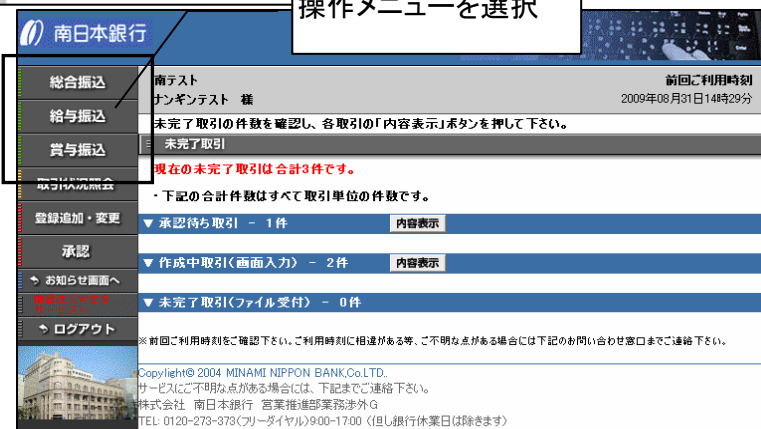 操作メニューを選択
南日本銀行
総合振込
給与振込
賞与振込
取引状況照会
登録追加・変更
承認
お知らせ画面へ
ログアウト
南テスト
ナンギンテスト 様
前回ご利用時刻
2009年08月31日14時29分
未完了取引の件数を確認し、各取引の「内容表示」ボタンを押して下さい。
未完了取引
現在の未完了取引は合計3件です。
・下記の合計件数はすべて取引単位の件数です。
▼ 承認待ち取引 － 1件 内容表示
▼ 作成中取引(画面入力) － 2件 内容表示
▼ 未完了取引(ファイル受付) － 0件
※前回ご利用時刻をご確認下さい。ご利用時刻に相違がある等、ご不明な点がある場合には下記のお問い合わせ窓口までご連絡下さい。
Copylight© 2004 MINAMI NIPPON BANK,Co.LTD..
サービスにご不明な点がある場合には、下記までご連絡下さい。
株式会社 南日本銀行 営業推進部業務渉外G
TEL: 0120-273-373(フリーダイヤル)9:00-17:00 (但し銀行休業日は除きます)